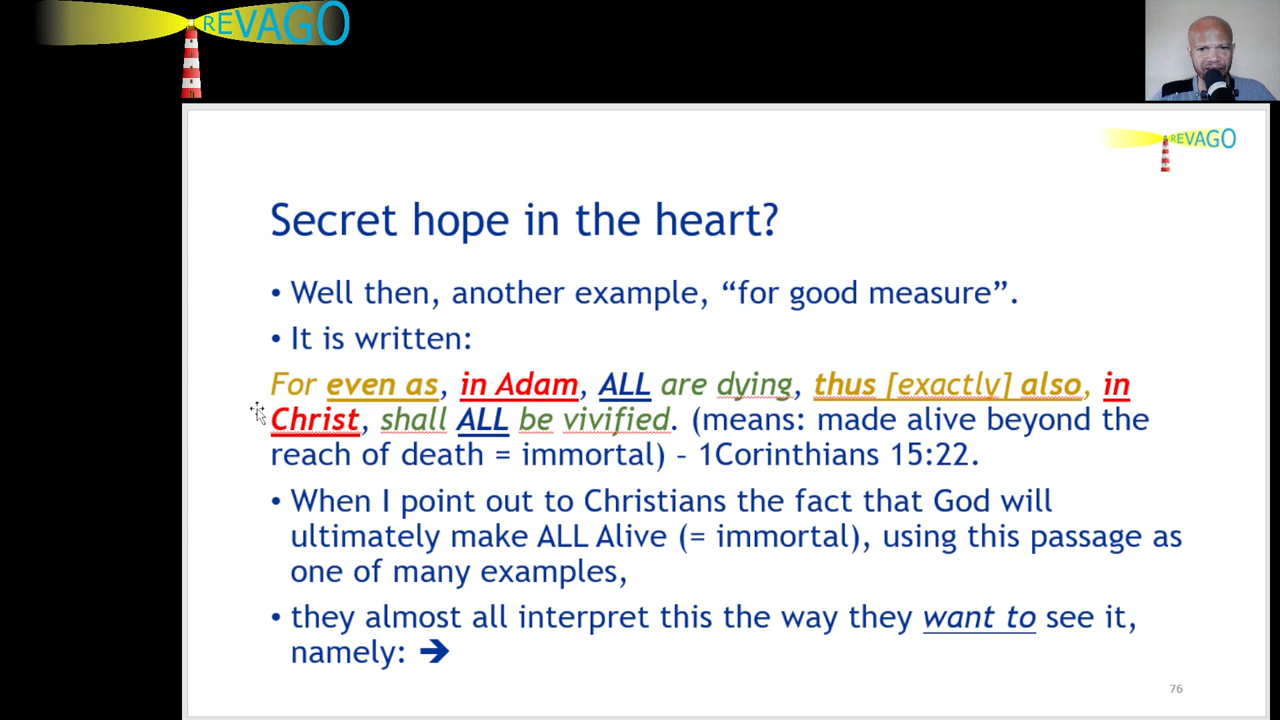 REVAGO
REVAGO
Secret hope in the heart?
• Well then, another example, “for good measure”.
• It is written:
For even as, in Adam, ALL are dying, thus [exactly] also, in
Christ, shall ALL be vivified. (means: made alive beyond the
reach of death = immortal) – 1Corinthians 15:22.
• When I point out to Christians the fact that God will
ultimately make ALL Alive (= immortal), using this passage as
one of many examples,
• they almost all interpret this the way they want to see it,
namely: ➔
76